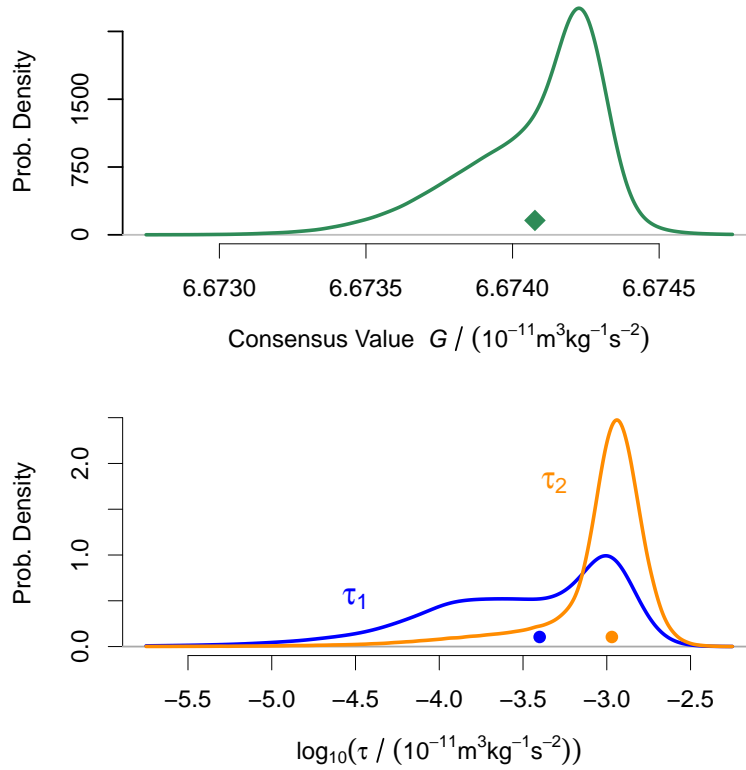 Prob. Density
0 750 1500
6.6730 6.6735 6.6740 6.6745
Consensus Value G / (10⁻¹¹m³kg⁻¹s⁻²)
Prob. Density
0.0 1.0 2.0
τ₂
τ₁
−5.5 −5.0 −4.5 −4.0 −3.5 −3.0 −2.5
log₁₀(τ / (10⁻¹¹m³kg⁻¹s⁻²))